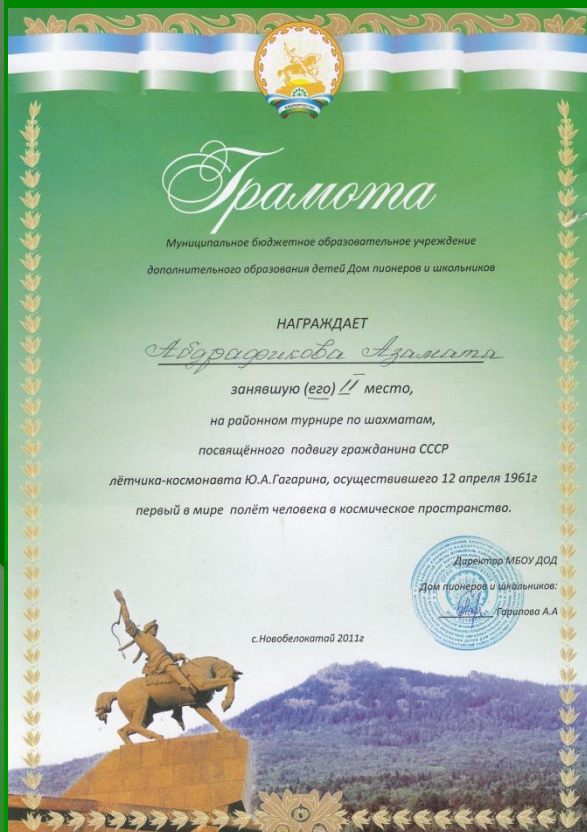 Грамота
Муниципальное бюджетное образовательное учреждение
дополнительного образования детей Дом пионеров и школьников
НАГРАЖДАЕТ
Абдрафикова Азамата
занявшую (его) II место,
на районном турнире по шахматам,
посвящённого подвигу гражданина СССР
лётчика-космонавта Ю.А.Гагарина, осуществившего 12 апреля 1961г
первый в мире полёт человека в космическое пространство.
Директор МБОУ ДОД
Дом пионеров и школьников:
Гарипова А.А
с.Новобелокатай 2011г